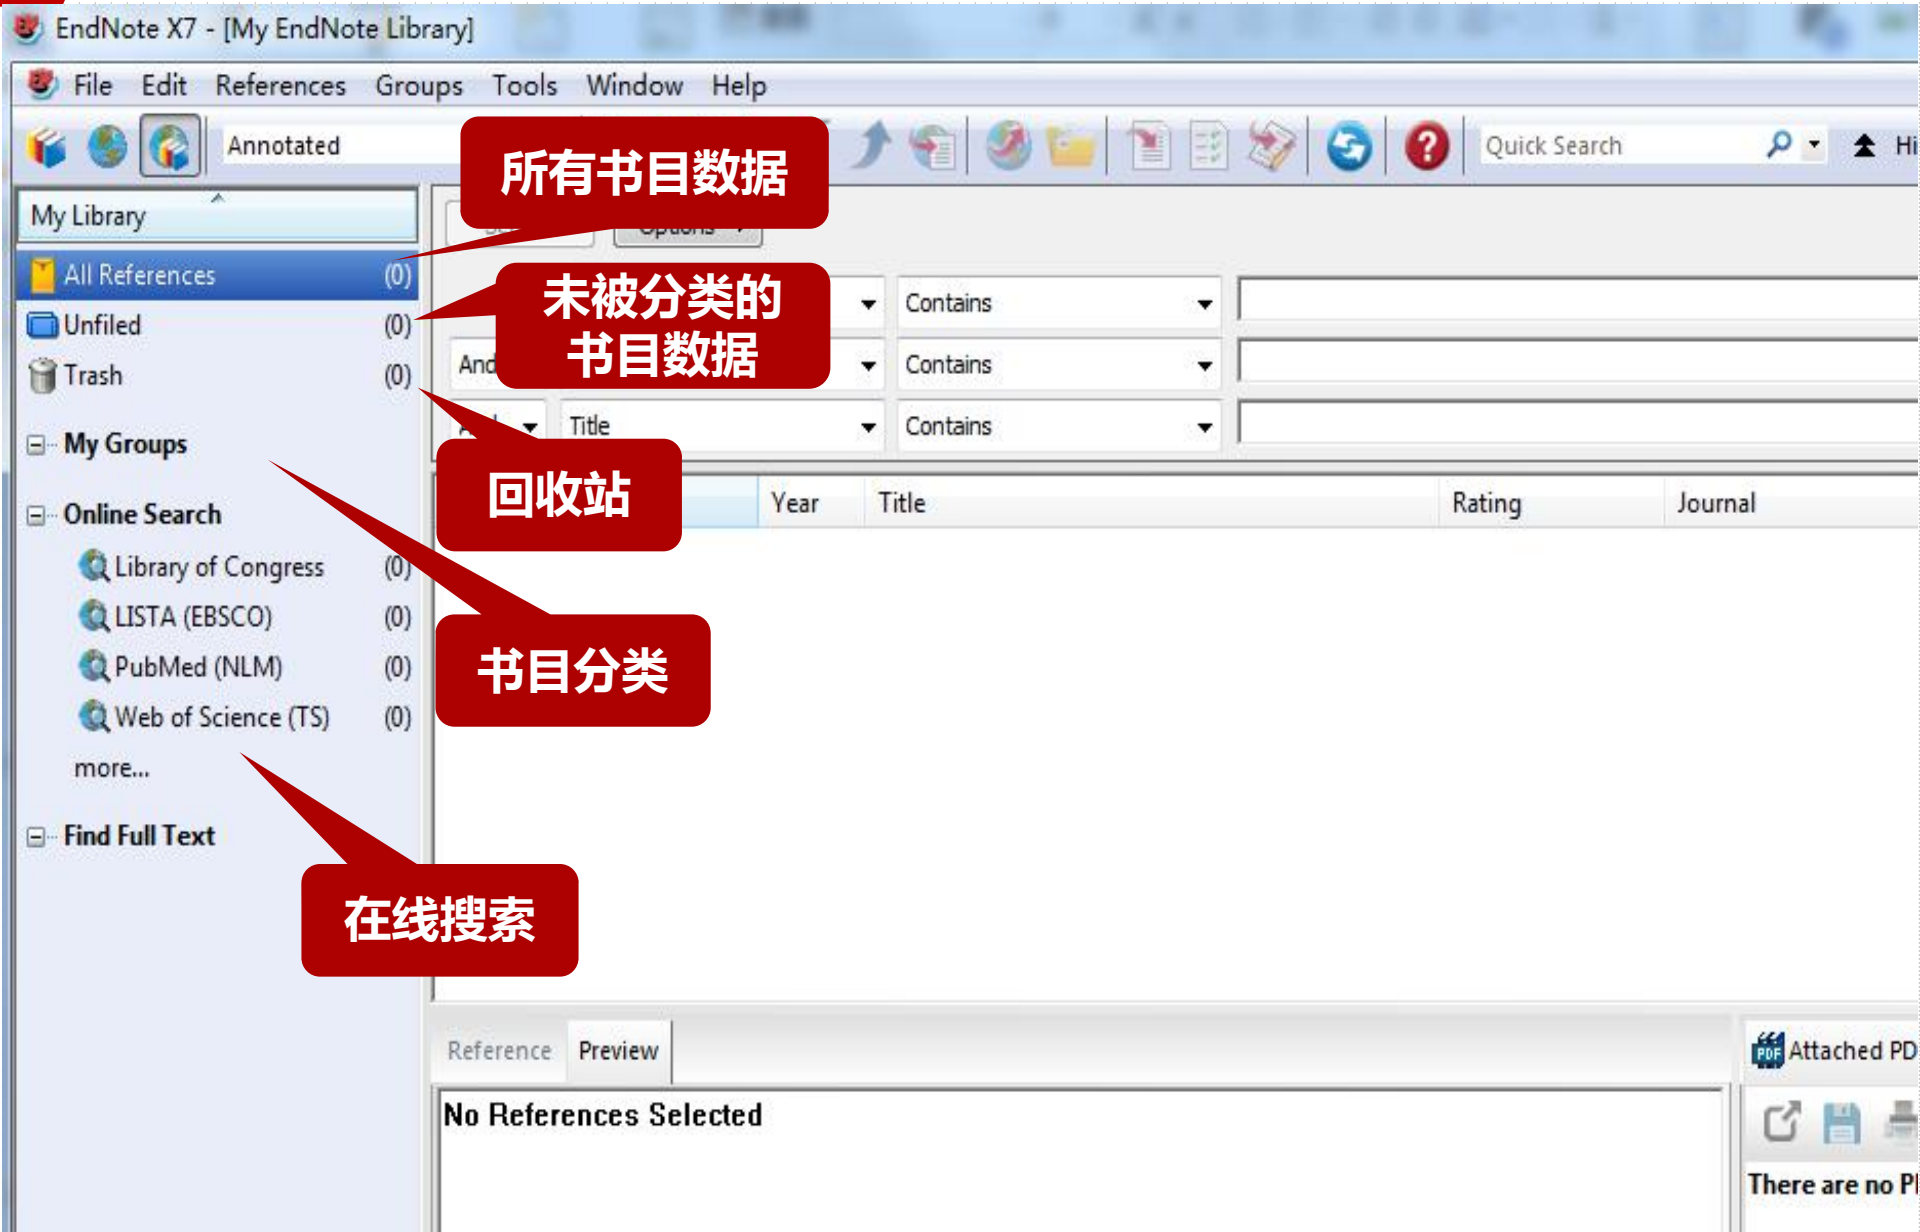 EndNote X7 - [My EndNote Library]
File Edit References Groups Tools Window Help
Annotated
Quick Search
所有书目数据
My Library
Options
All References (0)
未被分类的
书目数据
Contains
Unfiled (0)
And
Contains
Trash (0)
Title Contains
My Groups
回收站
Year Title Rating Journal
Online Search
Library of Congress (0)
LISTA (EBSCO) (0)
PubMed (NLM) (0)
书目分类
Web of Science (TS) (0)
more...
Find Full Text
在线搜索
Reference Preview
PDF Attached PD
No References Selected
There are no